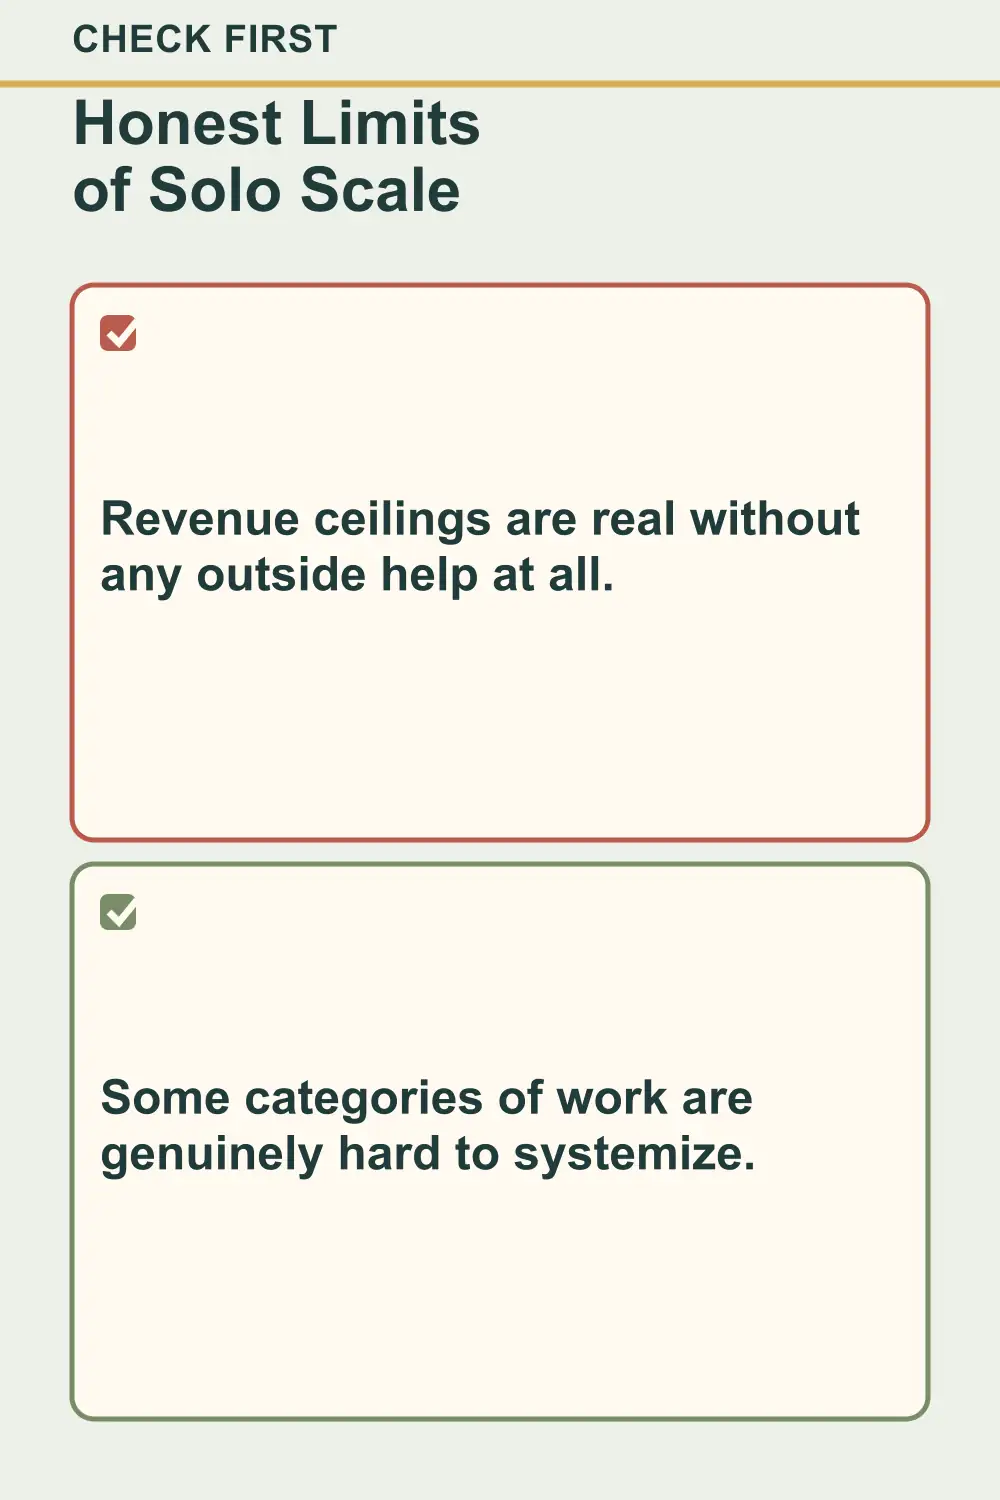 CHECK FIRST
Honest Limits
of Solo Scale
Revenue ceilings are real without
any outside help at all.
Some categories of work are
genuinely hard to systemize.